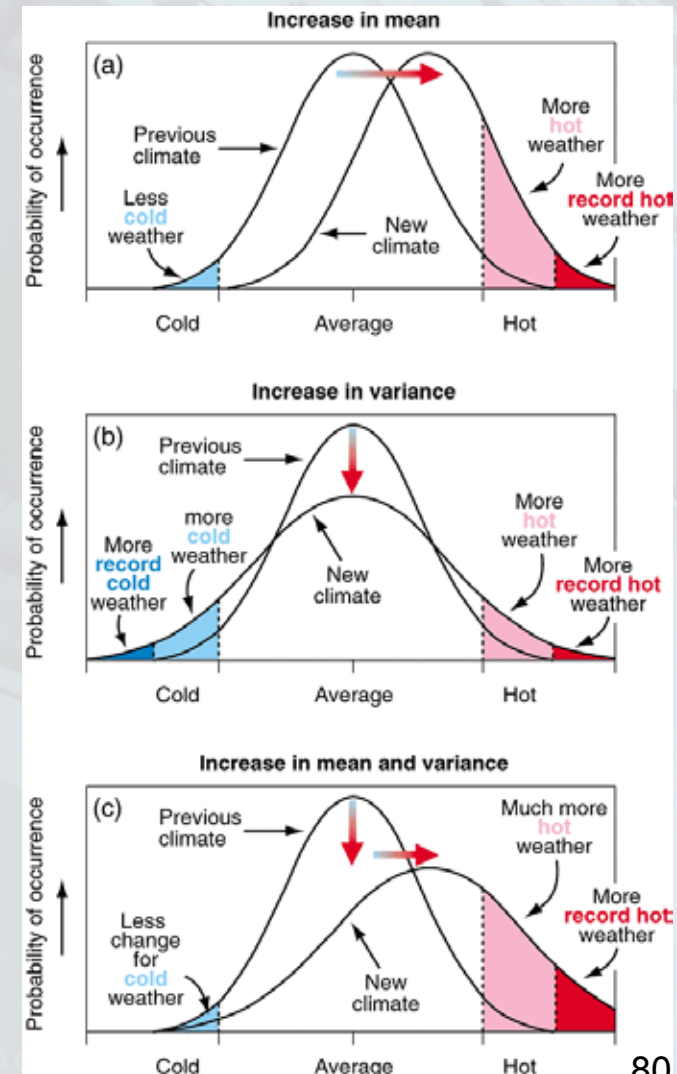 Increase in mean
(a)
Probability of occurrence
Previous
climate
Less
cold
weather
New
climate
More
hot
weather
More
record hot
weather
Cold
Average
Hot
Increase in variance
(b)
Probability of occurrence
Previous
climate
more
cold
weather
More
record
cold
weather
New
climate
More
hot
weather
More
record hot
weather
Cold
Average
Hot
Increase in mean and variance
(c)
Probability of occurrence
Previous
climate
Less
change
for
cold
weather
New
climate
Much more
hot
weather
More
record hot
weather
Cold
Average
Hot
80